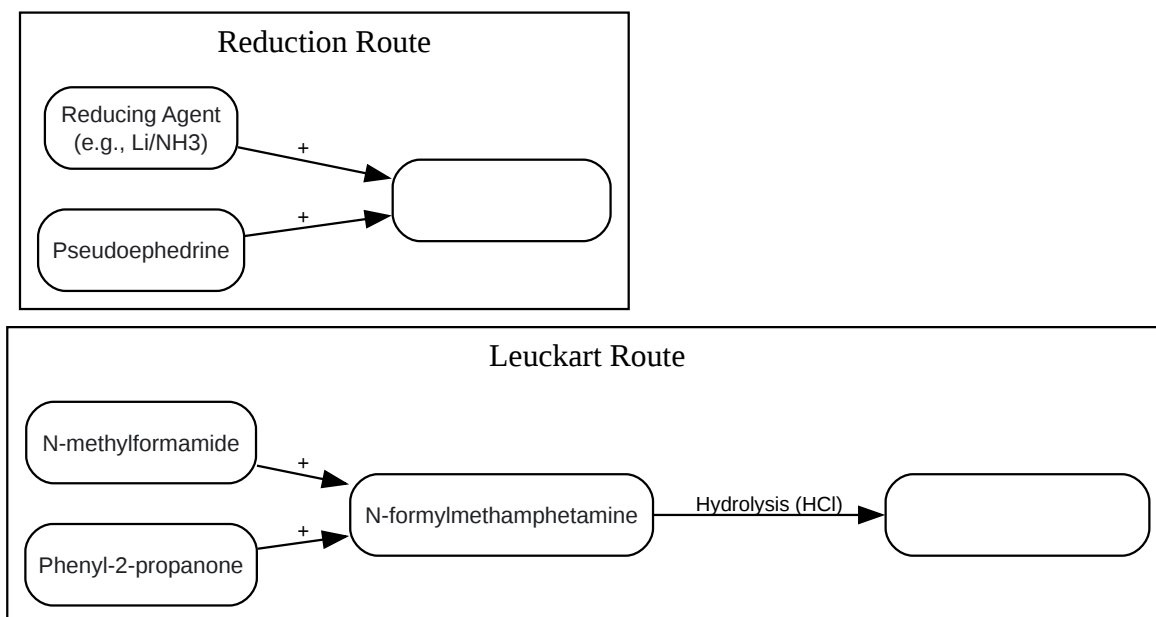 Reduction Route
Reducing Agent
(e.g., Li/NH3)
+
+
Pseudoephedrine
Leuckart Route
N-methylformamide
+
N-formylmethamphetamine
Hydrolysis (HCl)
+
Phenyl-2-propanone